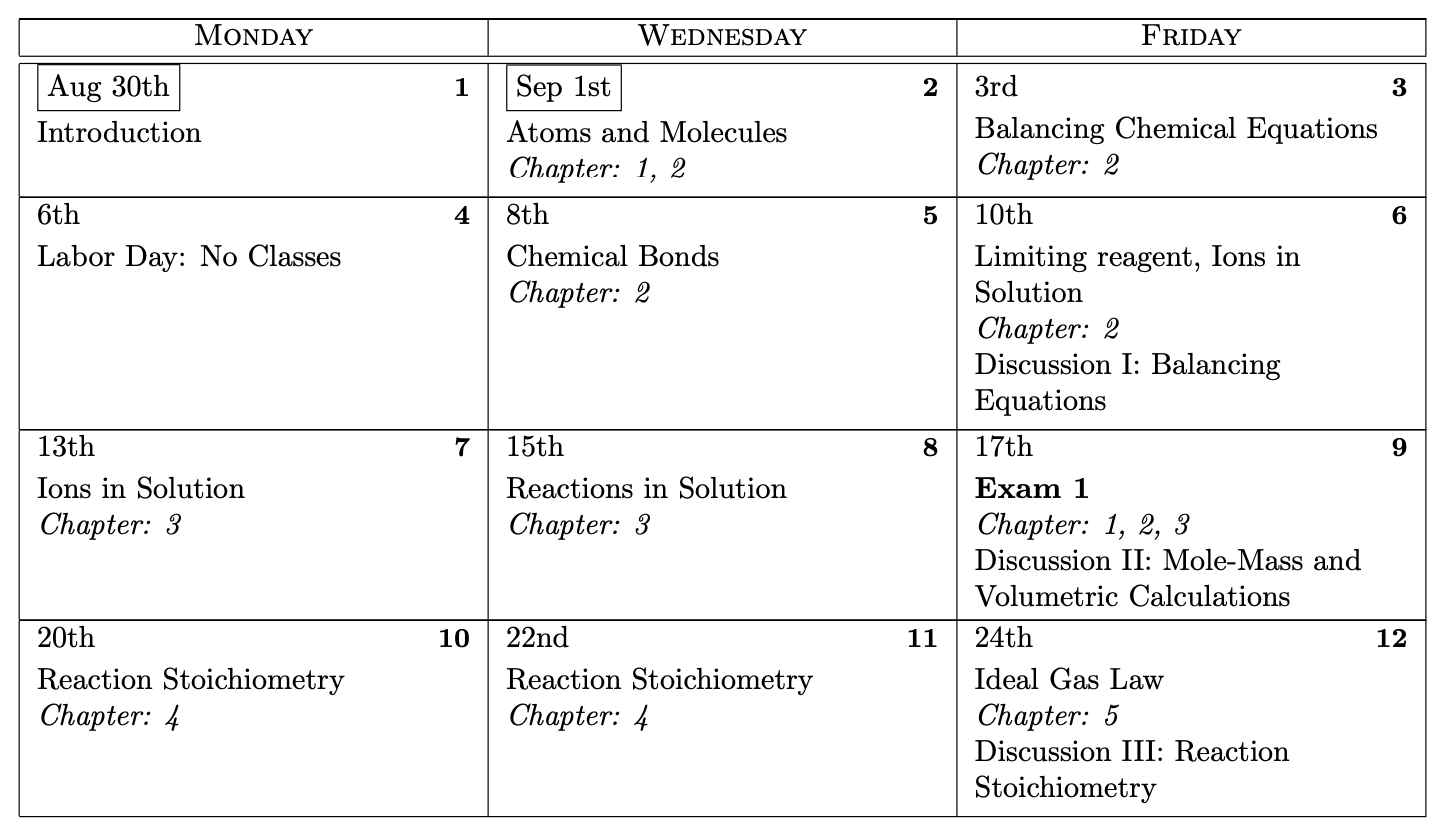 MONDAY WEDNESDAY FRIDAY
Aug 30th 1
Introduction
Sep 1st 2
Atoms and Molecules
Chapter: 1, 2
3rd 3
Balancing Chemical Equations
Chapter: 2
6th 4
Labor Day: No Classes
8th 5
Chemical Bonds
Chapter: 2
10th 6
Limiting reagent, Ions in
Solution
Chapter: 2
Discussion I: Balancing
Equations
13th 7
Ions in Solution
Chapter: 3
15th 8
Reactions in Solution
Chapter: 3
17th 9
Exam 1
Chapter: 1, 2, 3
Discussion II: Mole-Mass and
Volumetric Calculations
20th 10
Reaction Stoichiometry
Chapter: 4
22nd 11
Reaction Stoichiometry
Chapter: 4
24th 12
Ideal Gas Law
Chapter: 5
Discussion III: Reaction
Stoichiometry